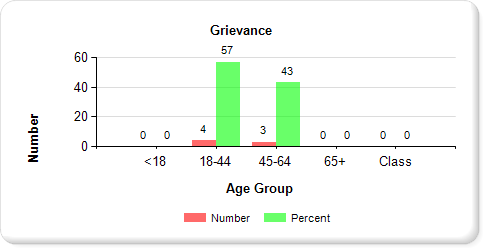 Grievance
Number
60
40
20
0
0 0 4 57 3 43 0 0 0 0
<18 18-44 45-64 65+ Class
Age Group
Number Percent